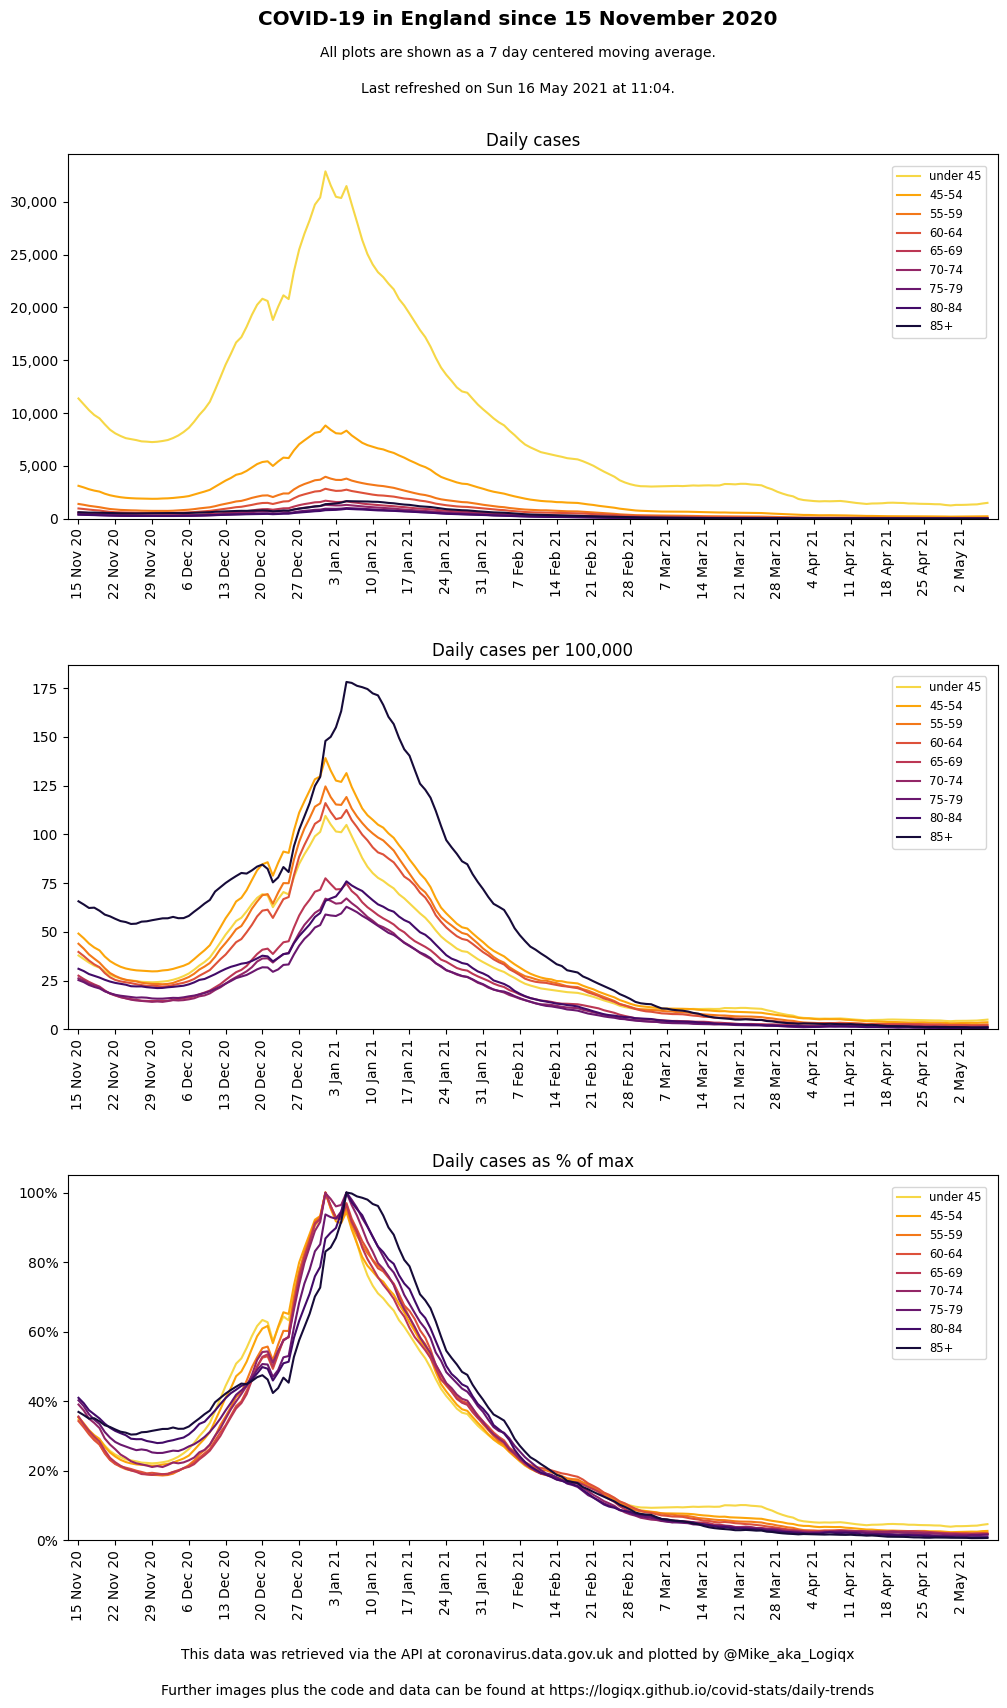 COVID-19 in England since 15 November 2020
All plots are shown as a 7 day centered moving average.
Last refreshed on Sun 16 May 2021 at 11:04.
Daily cases
30,000
25,000
20,000
15,000
10,000
5,000
0
under 45
45-54
55-59
60-64
65-69
70-74
75-79
80-84
85+
15 Nov 20
22 Nov 20
29 Nov 20
6 Dec 20
13 Dec 20
20 Dec 20
27 Dec 20
3 Jan 21
10 Jan 21
17 Jan 21
24 Jan 21
31 Jan 21
7 Feb 21
14 Feb 21
21 Feb 21
28 Feb 21
7 Mar 21
14 Mar 21
21 Mar 21
28 Mar 21
4 Apr 21
11 Apr 21
18 Apr 21
25 Apr 21
2 May 21
Daily cases per 100,000
175
150
125
100
75
50
25
0
under 45
45-54
55-59
60-64
65-69
70-74
75-79
80-84
85+
15 Nov 20
22 Nov 20
29 Nov 20
6 Dec 20
13 Dec 20
20 Dec 20
27 Dec 20
3 Jan 21
10 Jan 21
17 Jan 21
24 Jan 21
31 Jan 21
7 Feb 21
14 Feb 21
21 Feb 21
28 Feb 21
7 Mar 21
14 Mar 21
21 Mar 21
28 Mar 21
4 Apr 21
11 Apr 21
18 Apr 21
25 Apr 21
2 May 21
Daily cases as % of max
100%
80%
60%
40%
20%
0%
under 45
45-54
55-59
60-64
65-69
70-74
75-79
80-84
85+
15 Nov 20
22 Nov 20
29 Nov 20
6 Dec 20
13 Dec 20
20 Dec 20
27 Dec 20
3 Jan 21
10 Jan 21
17 Jan 21
24 Jan 21
31 Jan 21
7 Feb 21
14 Feb 21
21 Feb 21
28 Feb 21
7 Mar 21
14 Mar 21
21 Mar 21
28 Mar 21
4 Apr 21
11 Apr 21
18 Apr 21
25 Apr 21
2 May 21
This data was retrieved via the API at coronavirus.data.gov.uk and plotted by @Mike_aka_Logiqx
Further images plus the code and data can be found at https://logiqx.github.io/covid-stats/daily-trends